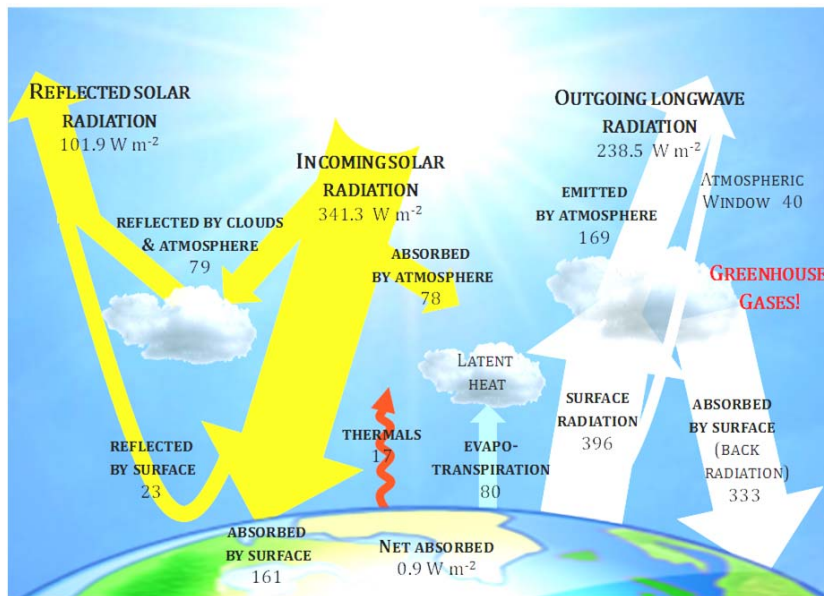 REFLECTED SOLAR
RADIATION
101.9 W m⁻²
INCOMING SOLAR
RADIATION
341.3 W m⁻²
OUTGOING LONGWAVE
RADIATION
238.5 W m⁻²
REFLECTED BY CLOUDS
& ATMOSPHERE
79
ABSORBED
BY ATMOSPHERE
78
EMITTED
BY ATMOSPHERE
169
ATMOSPHERIC
WINDOW 40
GREENHOUSE
GASES!
LATENT
HEAT
REFLECTED
BY SURFACE
23
THERMALS
17
EVAPO-
TRANSPIRATION
80
SURFACE
RADIATION
396
ABSORBED
BY SURFACE
(BACK
RADIATION)
333
ABSORBED
BY SURFACE
161
NET ABSORBED
0.9 W m⁻²